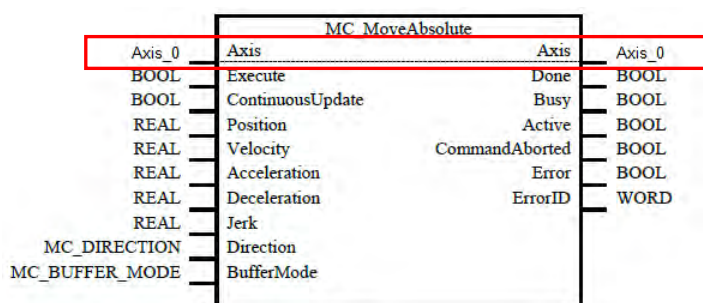 MC_MoveAbsolute
Axis_0 Axis Axis Axis_0
BOOL Execute Done BOOL
BOOL ContinuousUpdate Busy BOOL
REAL Position Active BOOL
REAL Velocity CommandAborted BOOL
REAL Acceleration Error BOOL
REAL Deceleration ErrorID WORD
REAL Jerk
MC_DIRECTION Direction
MC_BUFFER_MODE BufferMode